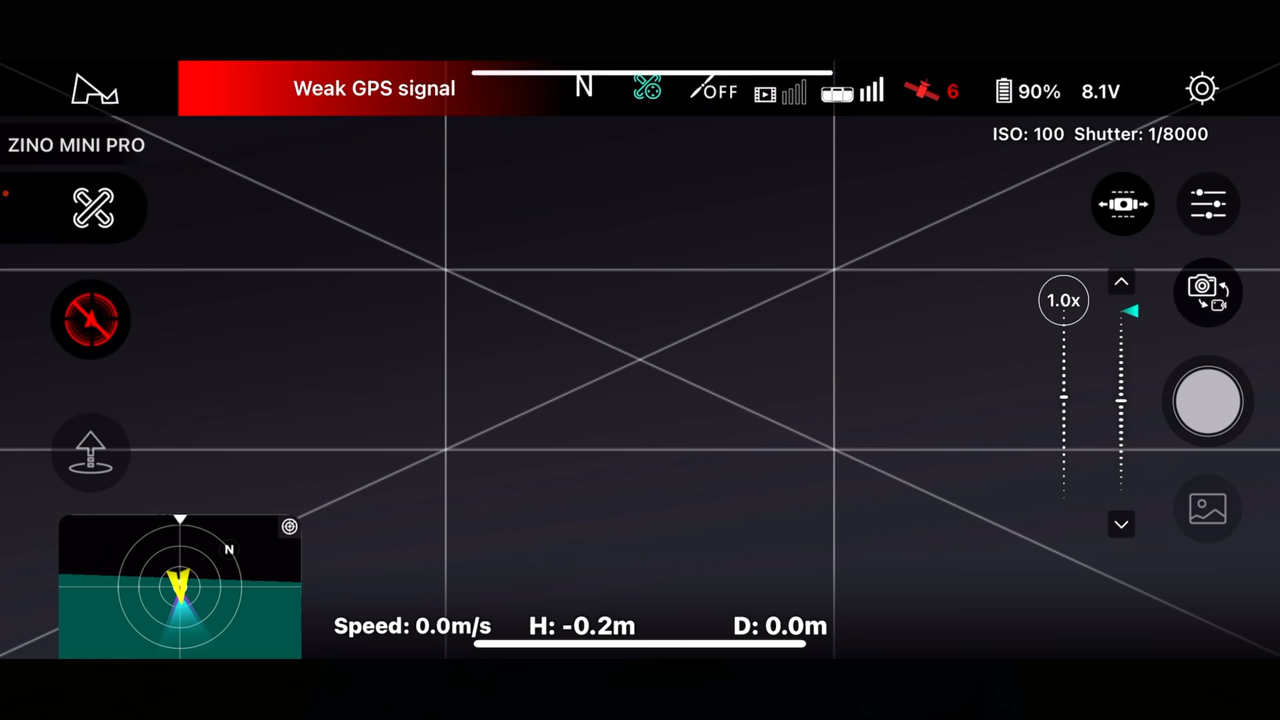 Weak GPS signal
N
OFF
6
90%
8.1V
ISO: 100 Shutter: 1/8000
ZINO MINI PRO
1.0x
N
Speed: 0.0m/s H: -0.2m D: 0.0m